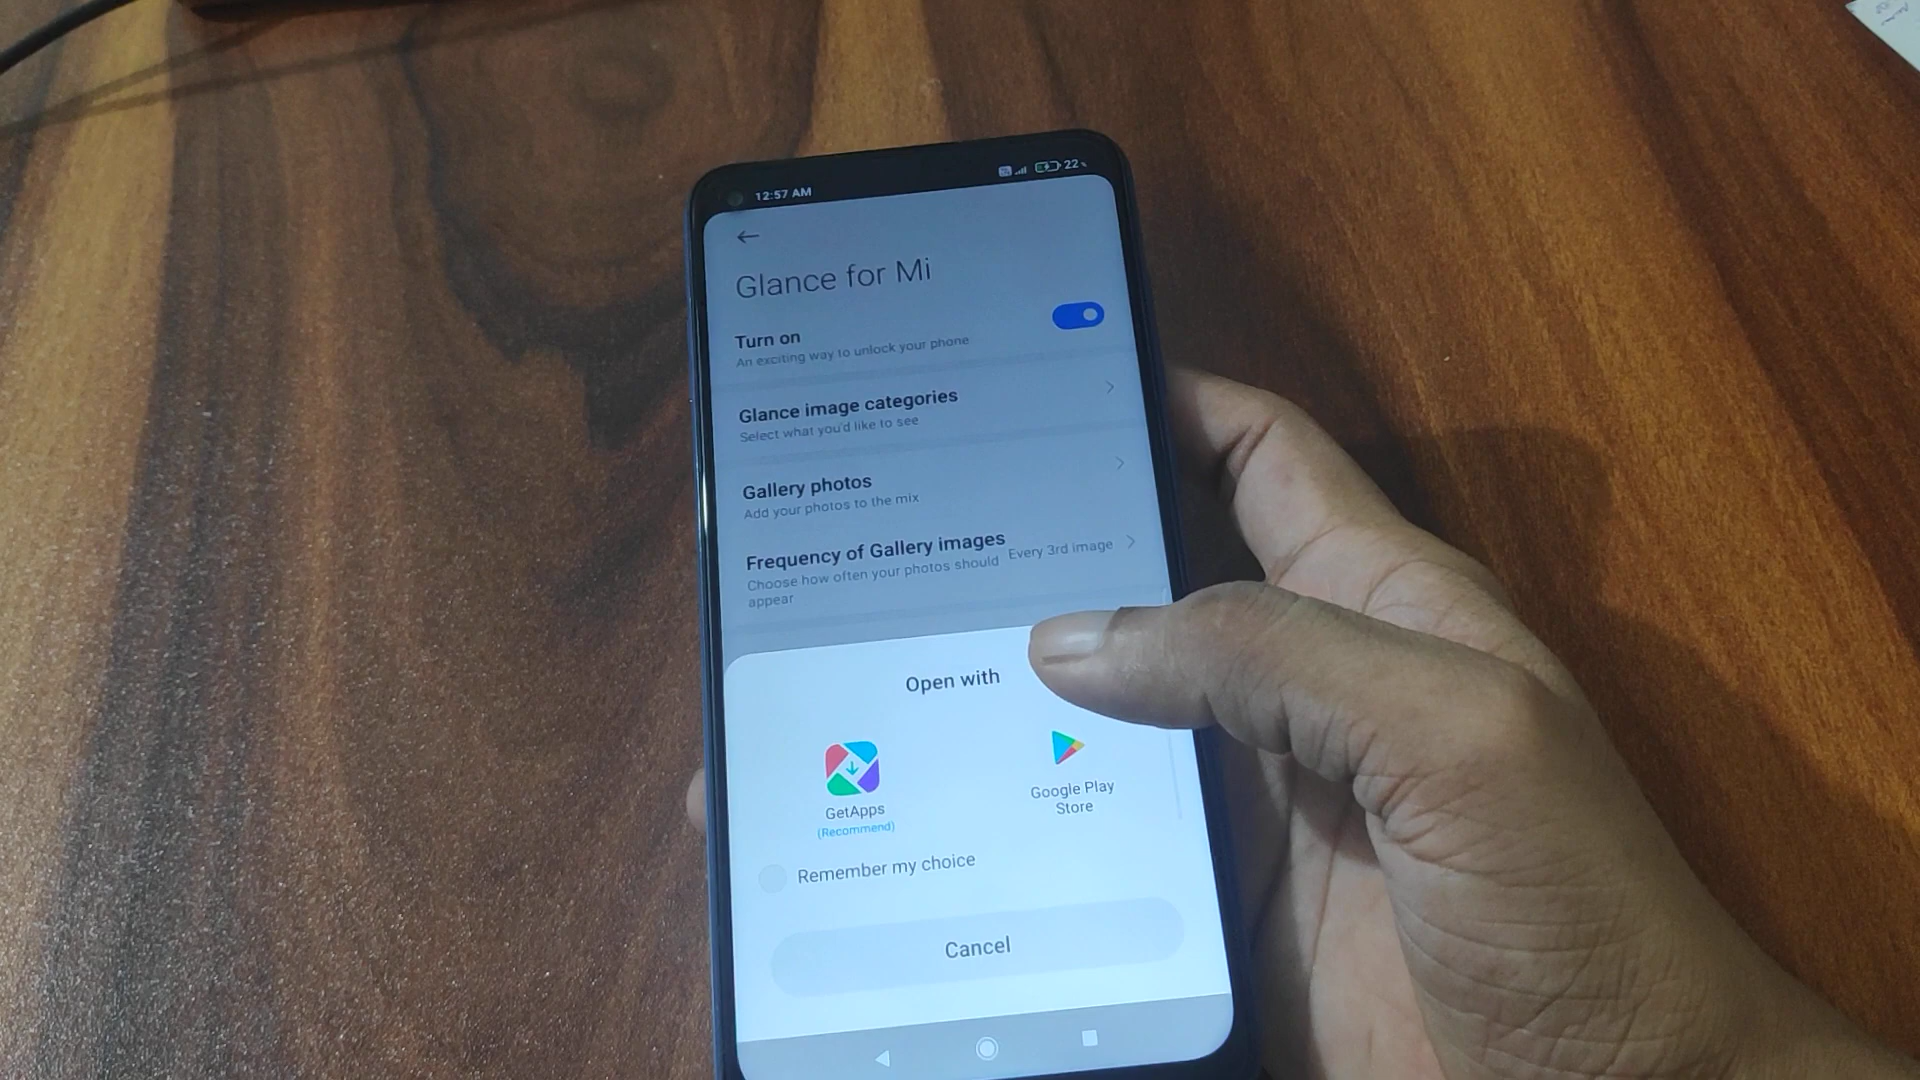 12:57 AM
22
Glance for Mi
Turn on
An exciting way to unlock your phone
Glance image categories
Select what you'd like to see
Gallery photos
Add your photos to the mix
Frequency of Gallery images
Every 3rd image
Choose how often your photos should
appear
Open with
GetApps
(Recommend)
Google Play
Store
Remember my choice
Cancel